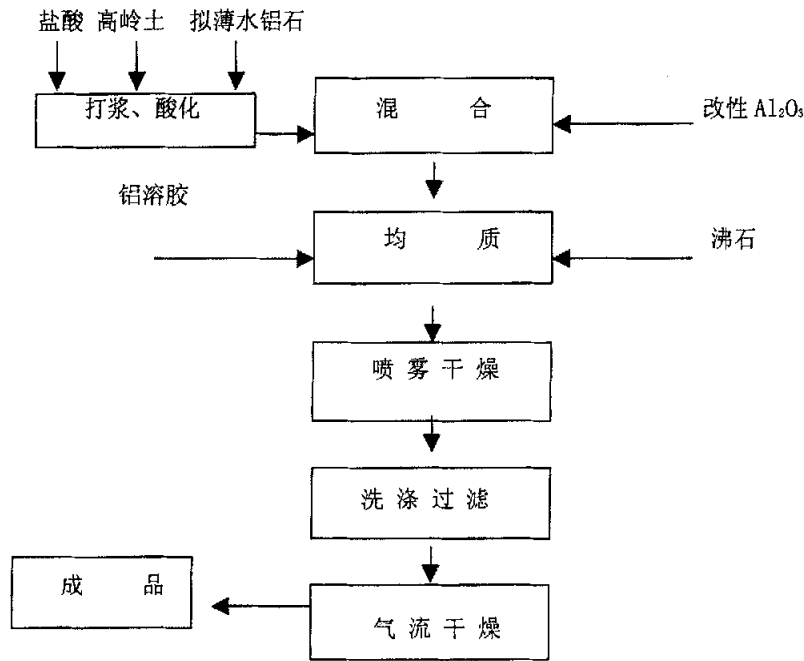 盐酸 高岭土 拟薄水铝石
打浆、酸化
混 合
改性 Al₂O₃
铝溶胶
均 质
沸石
喷 雾 干 燥
洗 涤 过 滤
成 品
气 流 干 燥